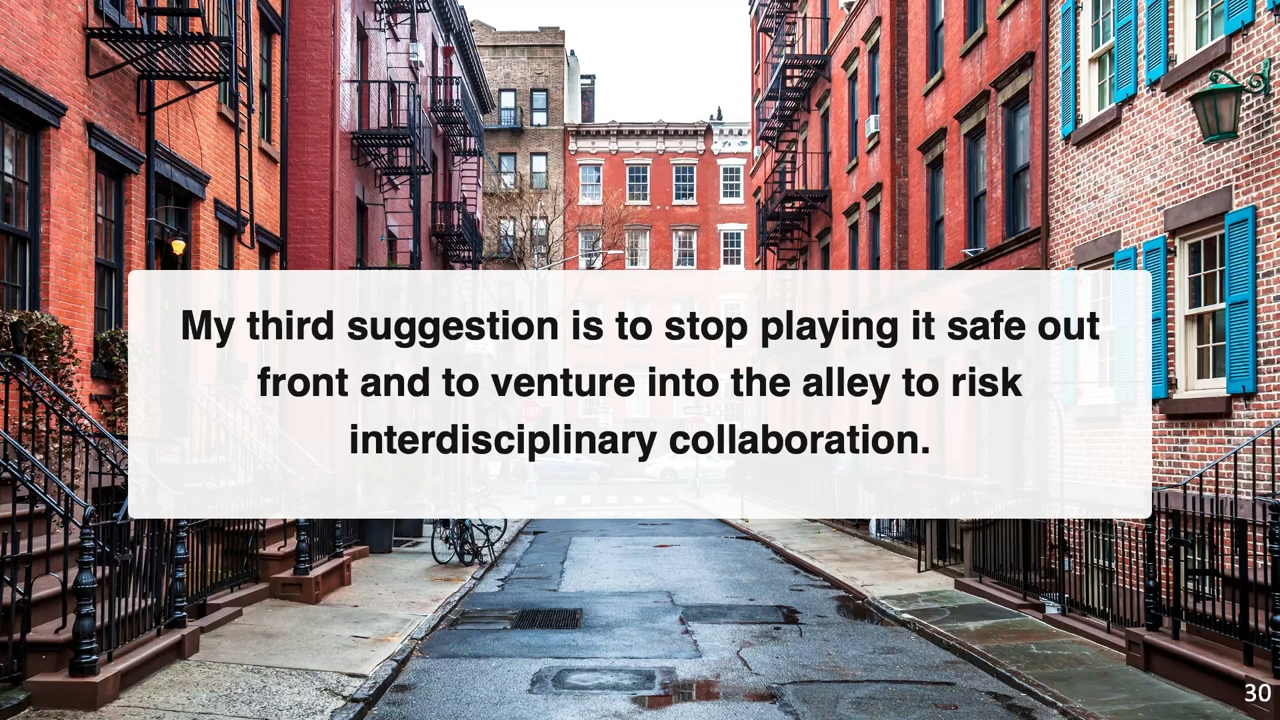 My third suggestion is to stop playing it safe out
front and to venture into the alley to risk
interdisciplinary collaboration.
30